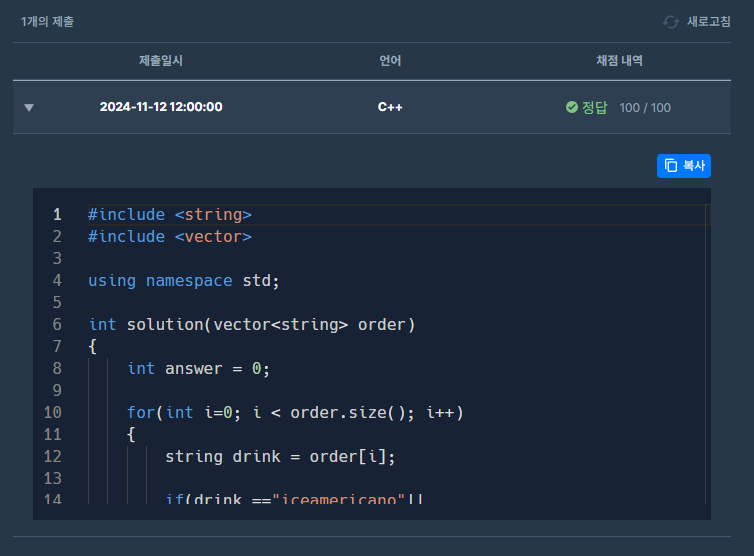 1개의 제출
새로고침
제출일시 언어 채점 내역
2024-11-12 12:00:00 C++ 정답 100 / 100
복사
1 #include <string>
2 #include <vector>
3
4 using namespace std;
5
6 int solution(vector<string> order)
7 {
8 int answer = 0;
9
10 for(int i=0; i < order.size(); i++)
11 {
12 string drink = order[i];
13
14 if(drink =="iceamericano"||